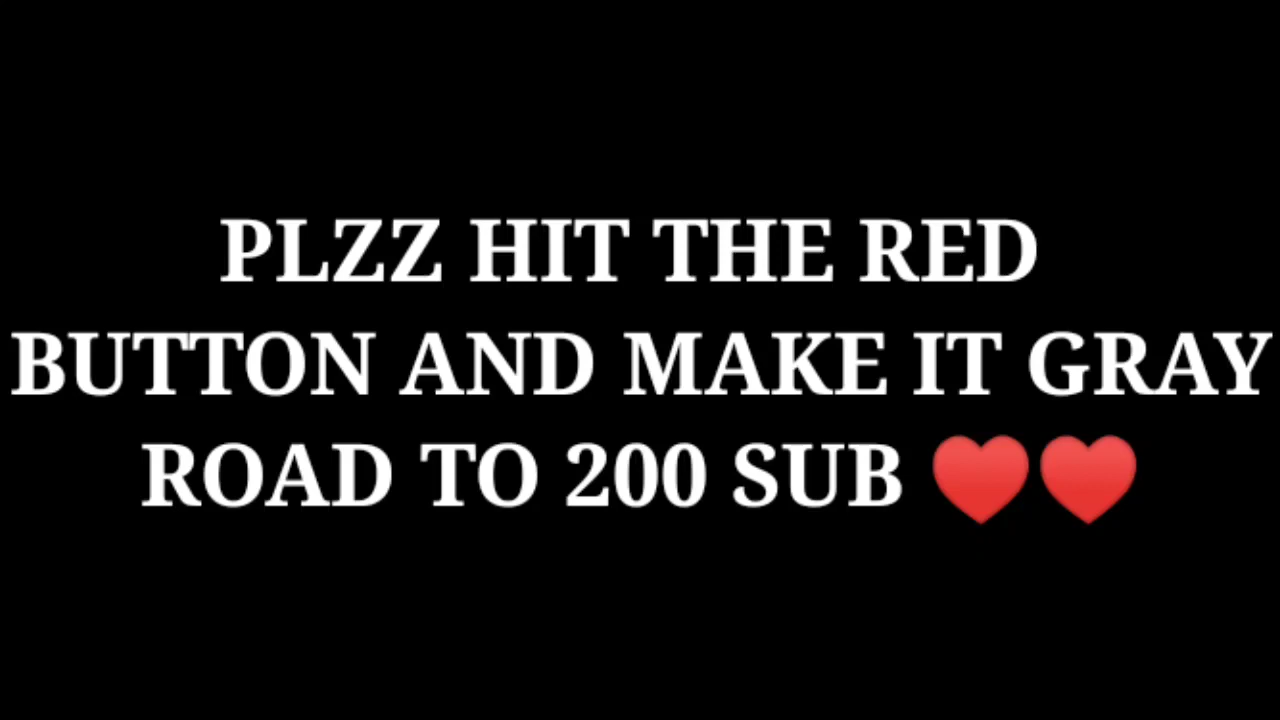 PLZZ HIT THE RED
BUTTON AND MAKE IT GRAY
ROAD TO 200 SUB ♥️♥️